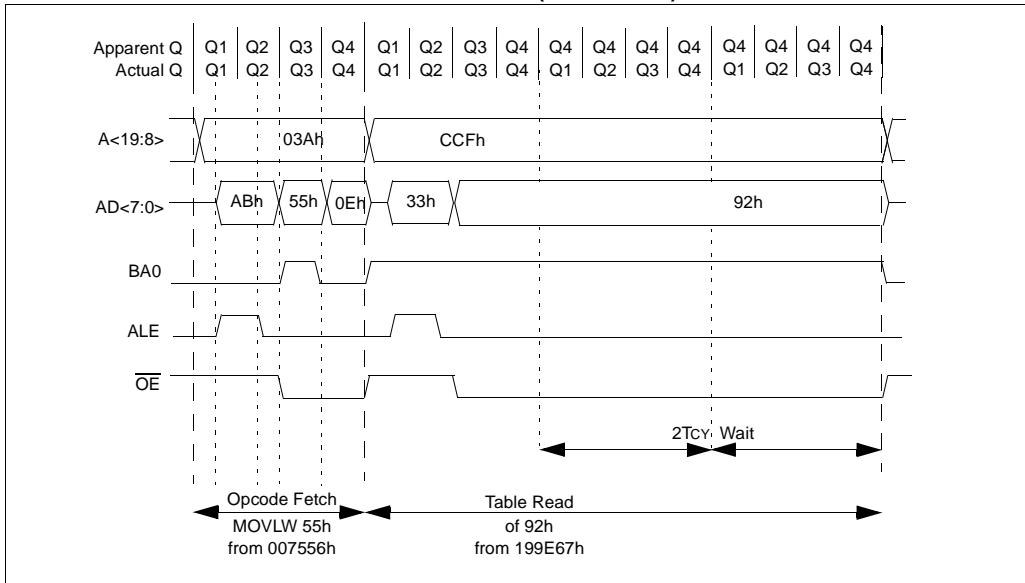 Apparent Q Q1 Q2 Q3 Q4 Q1 Q2 Q3 Q4 Q4 Q4 Q4 Q4 Q4 Q4 Q4 Q4
Actual Q Q1 Q2 Q3 Q4 Q1 Q2 Q3 Q4 Q1 Q2 Q3 Q4 Q1 Q2 Q3 Q4
A<19:8> 03Ah CCFh
AD<7:0> ABh 55h 0Eh 33h 92h
BA0
ALE
OE
2TCY Wait
Opcode Fetch Table Read
MOVLW 55h of 92h
from 007556h from 199E67h